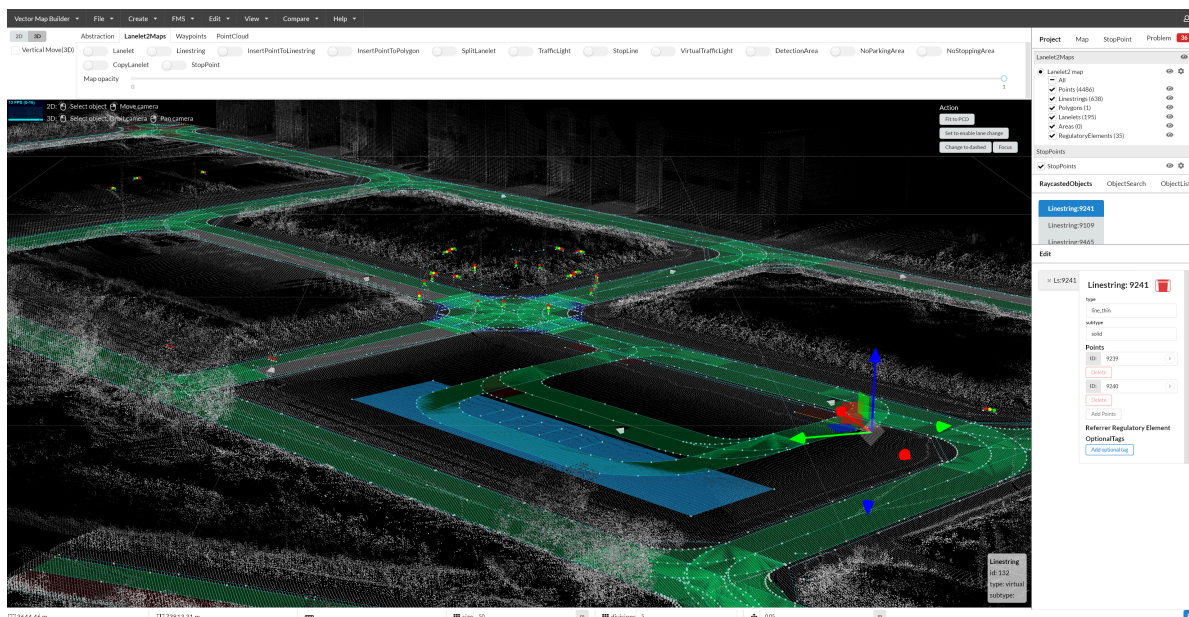 Vector Map Builder File Create FMS Edit View Compare Help
2D 3D
Vertical Move(3D)
Abstraction Lanelet2Maps Waypoints PointCloud
Lanelet Linestring InsertPointToLinestring InsertPointToPolygon SplitLanelet TrafficLight StopLine VirtualTrafficLight DetectionArea NoParkingArea NoStoppingArea
CopyLanelet StopPoint
Map opacity
0 1
2D: Select object Move camera
3D: Select object, Orbit camera Pan camera
Action
Fit to PCD
Set to enable lane change
Change to dashed Focus
Linestring
id: 132
type: virtual
subtype:
Project Map StopPoint Problem 36
Lanelet2Maps
Lanelet2 map
All
Points (4486)
Linestrings (638)
Polygons (1)
Lanelets (195)
Areas (0)
RegulatoryElements (35)
StopPoints
StopPoints
RaycastedObjects ObjectSearch ObjectList
Linestring:9241
Linestring:9109
Linestring:9465
Edit
× Ls:9241
Linestring: 9241
type
line_thin
subtype
solid
Points
ID: 9239
Delete
ID: 9240
Delete
Add Points
Referrer Regulatory Element
OptionalTags
Add optional tag